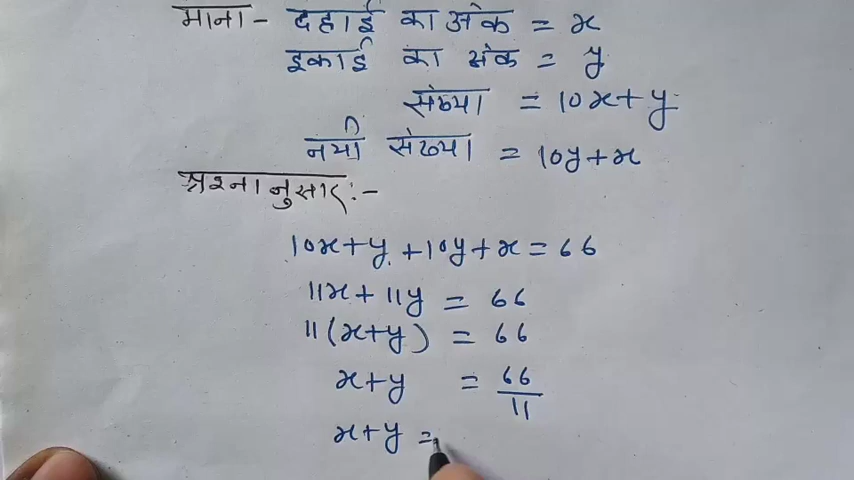 माना - दहाई का अंक = x
इकाई का अंक = y
संख्या = 10x+y
नयी संख्या = 10y+x
प्रश्नानुसार:-
10x+y+10y+x=66
11x+11y = 66
11(x+y) = 66
x+y = 66/11
x+y =